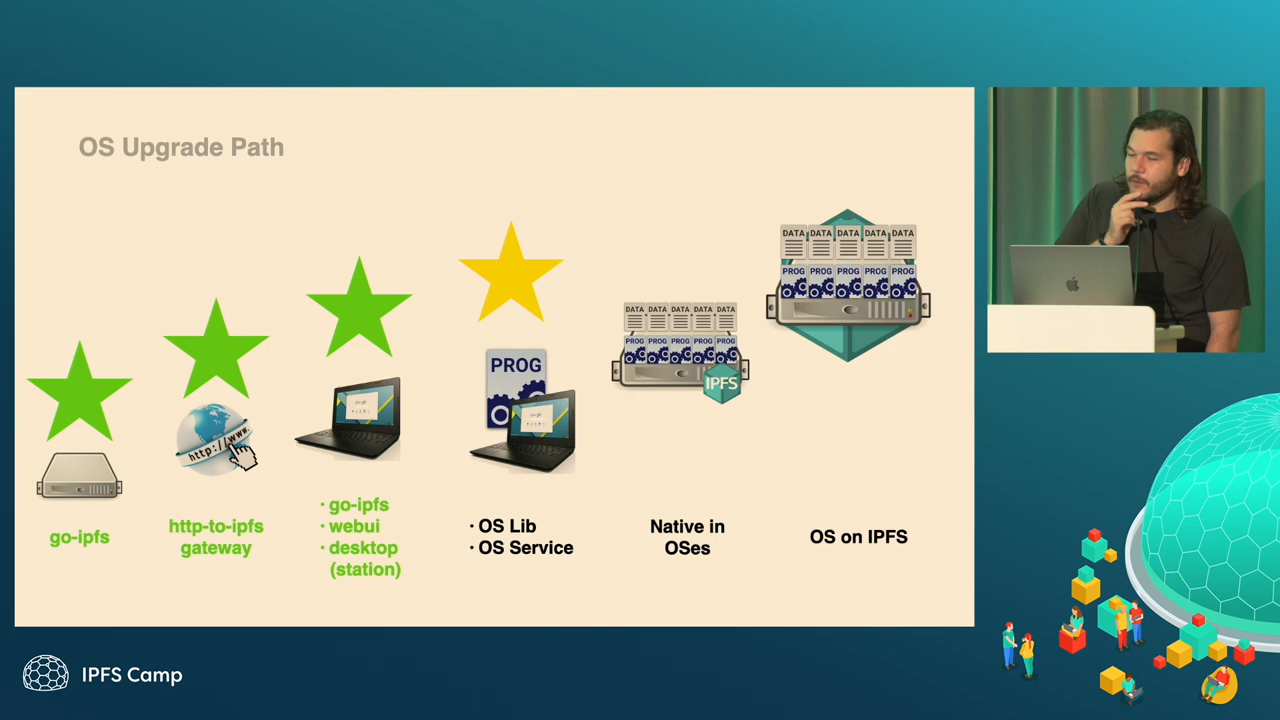 OS Upgrade Path
DATA DATA DATA DATA DATA
PROG PROG PROG PROG PROG
DATA DATA DATA DATA DATA
PROG PROG PROG PROG PROG
IPFS
PROG
http://www.
go-ipfs
http-to-ipfs
gateway
· go-ipfs
· webui
· desktop
(station)
· OS Lib
· OS Service
Native in
OSes
OS on IPFS
IPFS Camp